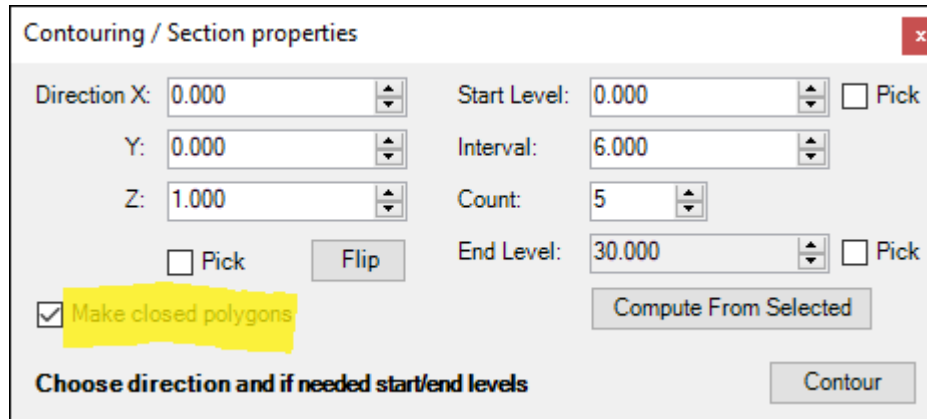 Contouring / Section properties
x
Direction X: 0.000 Start Level: 0.000 Pick
Y: 0.000 Interval: 6.000
Z: 1.000 Count: 5
Pick Flip End Level: 30.000 Pick
Make closed polygons Compute From Selected
Choose direction and if needed start/end levels Contour